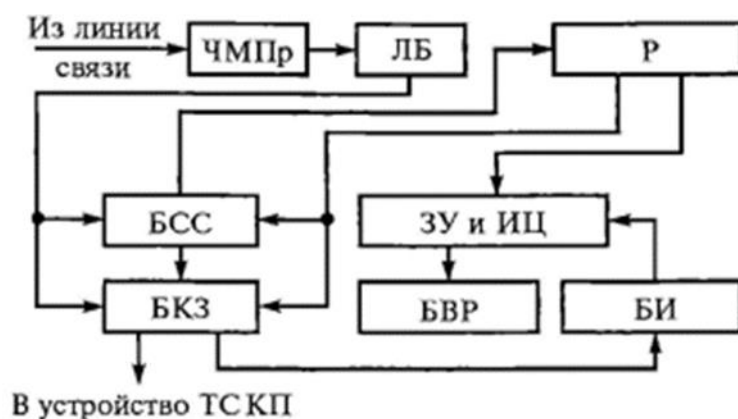 Из линии
связи
ЧМПр
ЛБ
Р
БСС
ЗУ и ИЦ
БКЗ
БВР
БИ
В устройство ТС КП